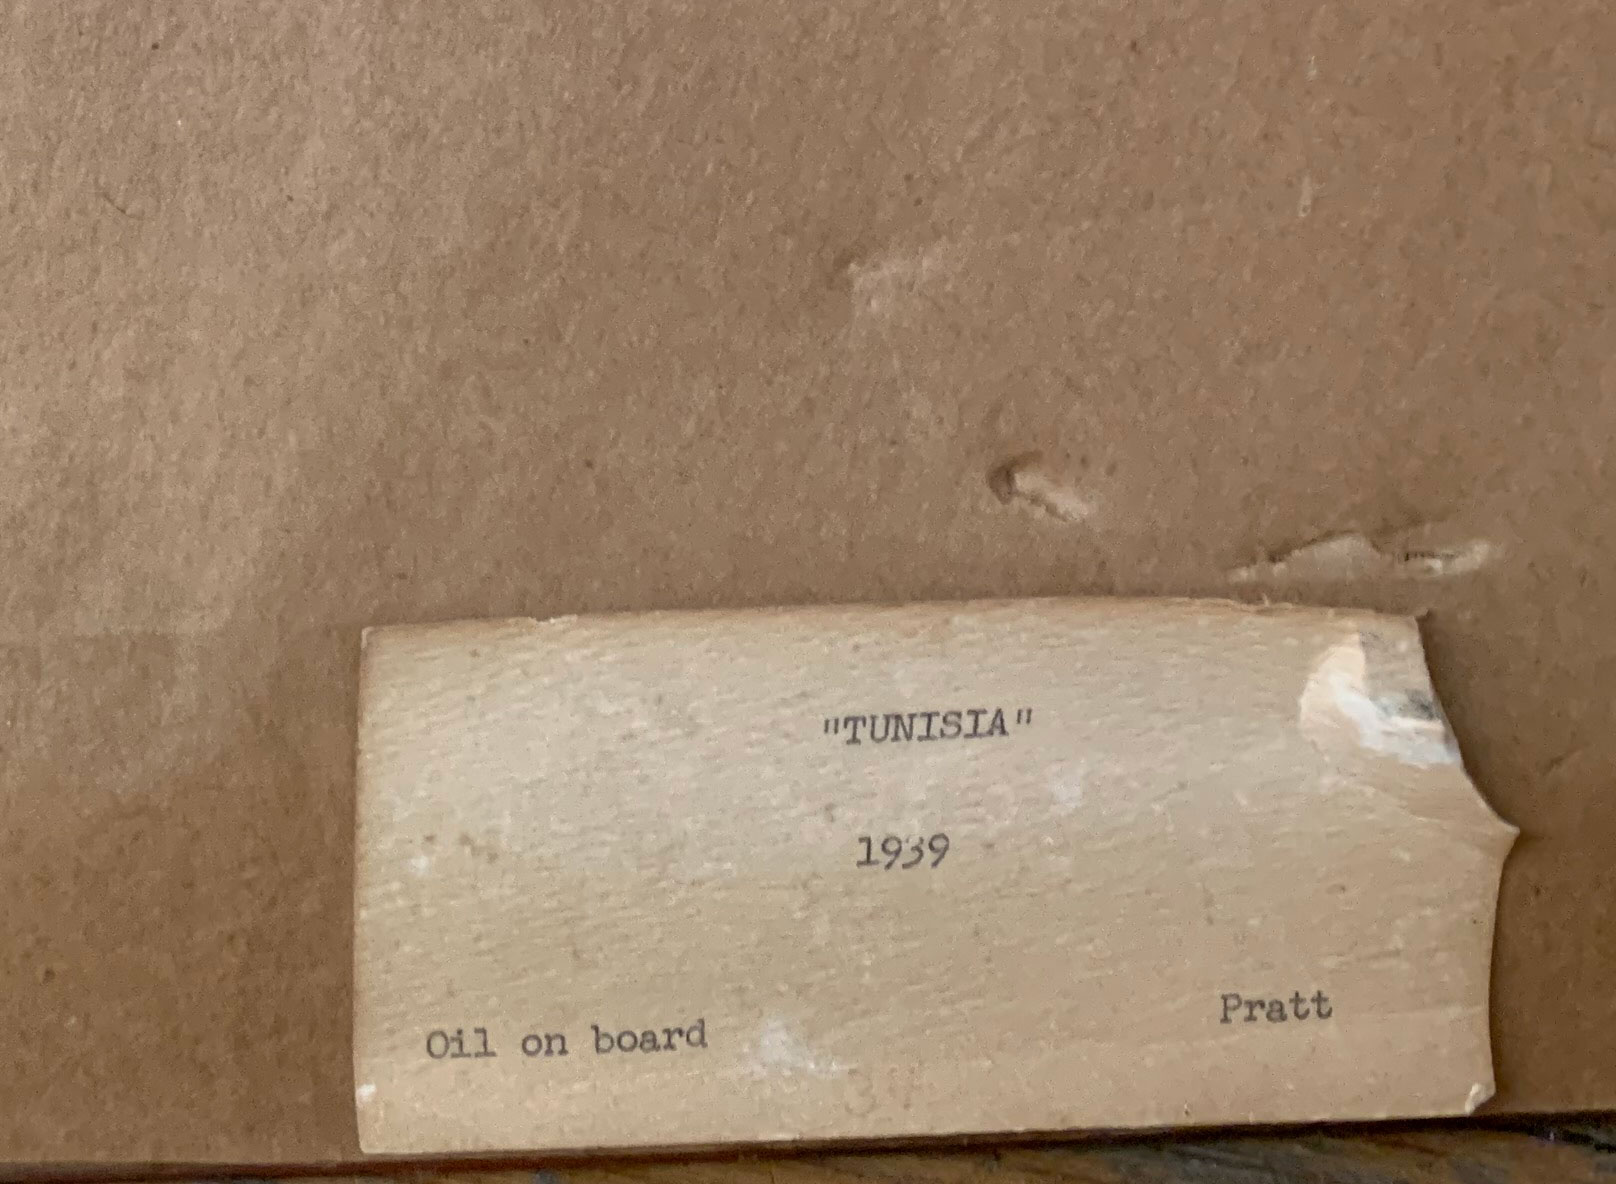 "TUNISIA"
1939
Oil on board
Pratt